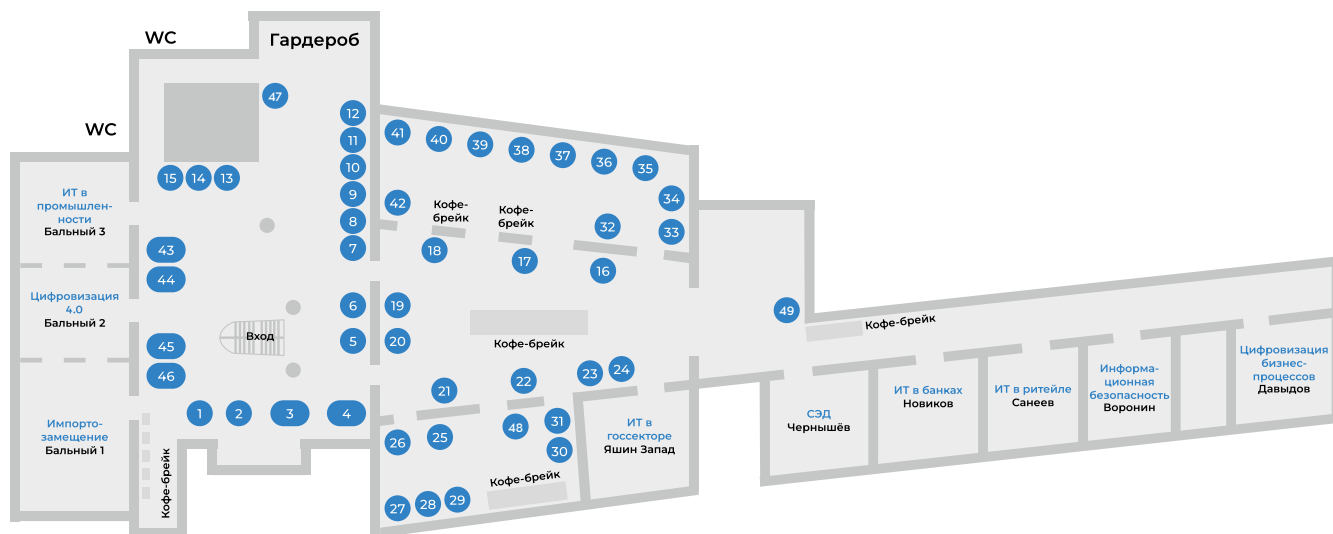 WC
Гардероб
WC
47
12
11
10
9
8
7
15
14
13
41
40
39
38
37
36
35
34
33
42
Кофе-
брейк
Кофе-
брейк
32
18
17
16
ИТ в
промышлен-
ности
Бальный 3
43
44
Цифровизация
4.0
Бальный 2
45
46
Импорто-
замещение
Бальный 1
Вход
6
5
19
20
Кофе-брейк
1
2
3
4
Кофе-брейк
21
22
23
24
26
25
48
31
30
27
28
29
Кофе-брейк
ИТ в
госсекторе
Яшин Запад
49
Кофе-брейк
СЭД
Чернышёв
ИТ в банках
Новиков
ИТ в ритейле
Санеев
Информа-
ционная
безопасность
Воронин
Цифровизация
бизнес-
процессов
Давыдов